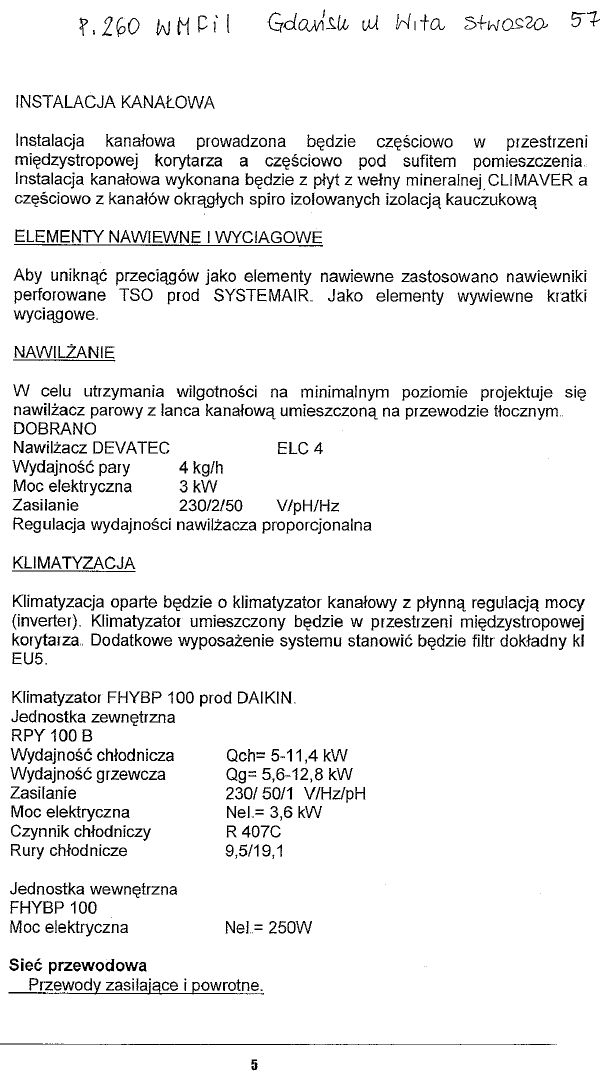 P. 260 WMFiI Gdańsk ul Wita Stwosza 57
INSTALACJA KANAŁOWA
Instalacja kanałowa prowadzona będzie częściowo w przestrzeni
międzystropowej korytarza a częściowo pod sufitem pomieszczenia.
Instalacja kanałowa wykonana będzie z płyt z wełny mineralnej CLIMAVER a
częściowo z kanałów okrągłych spiro izolowanych izolacją kauczukową
ELEMENTY NAWIEWNE I WYCIAGOWE
Aby uniknąć przeciągów jako elementy nawiewne zastosowano nawiewniki
perforowane TSO prod SYSTEMAIR. Jako elementy wywiewne kratki
wyciągowe.
NAWILŻANIE
W celu utrzymania wilgotności na minimalnym poziomie projektuje się
nawilżacz parowy z lanca kanałową umieszczoną na przewodzie tłocznym.
DOBRANO
Nawilżacz DEVATEC ELC 4
Wydajność pary 4 kg/h
Moc elektryczna 3 kW
Zasilanie 230/2/50 V/pH/Hz
Regulacja wydajności nawilżacza proporcjonalna
KLIMATYZACJA
Klimatyzacja oparte będzie o klimatyzator kanałowy z płynną regulacją mocy
(inverter). Klimatyzator umieszczony będzie w przestrzeni międzystropowej
korytarza. Dodatkowe wyposażenie systemu stanowić będzie filtr dokładny kl
EU5.
Klimatyzator FHYBP 100 prod DAIKIN.
Jednostka zewnętrzna
RPY 100 B
Wydajność chłodnicza Qch= 5-11,4 kW
Wydajność grzewcza Qg= 5,6-12,8 kW
Zasilanie 230/ 50/1 V/Hz/pH
Moc elektryczna Nel.= 3,6 kW
Czynnik chłodniczy R 407C
Rury chłodnicze 9,5/19,1
Jednostka wewnętrzna
FHYBP 100
Moc elektryczna Nel.= 250W
Sieć przewodowa
Przewody zasilające i powrotne.
5